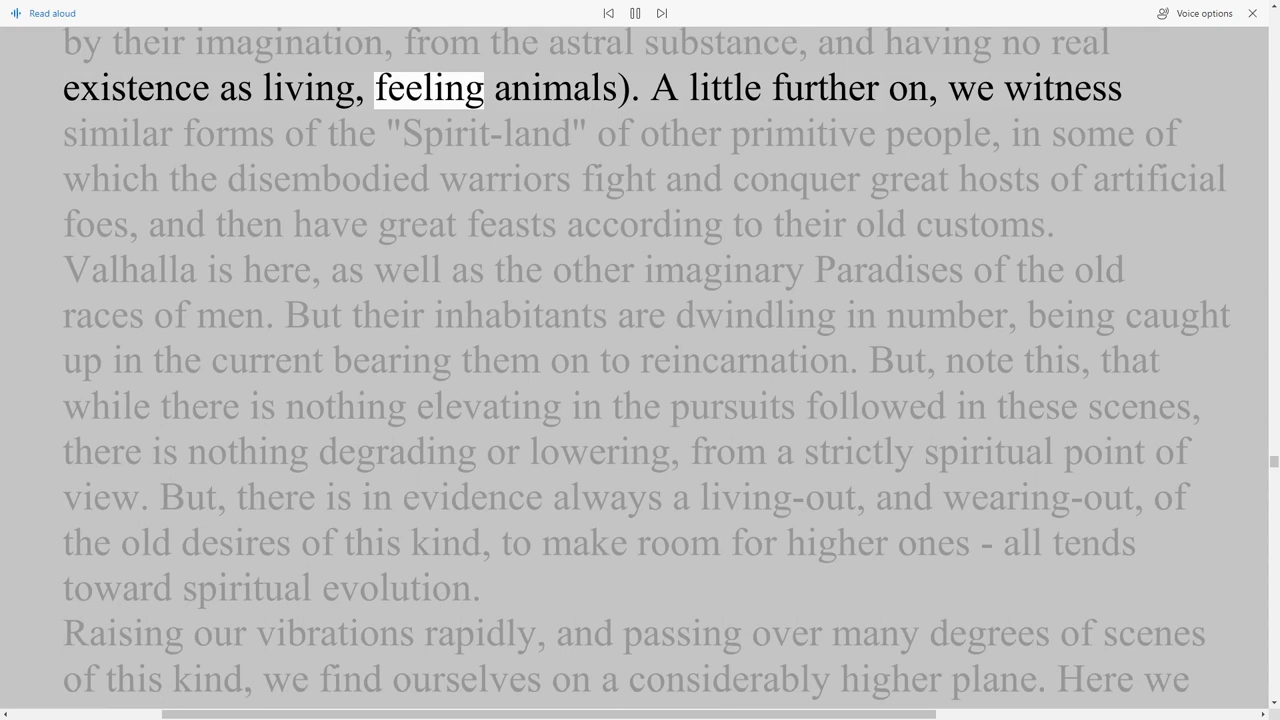 Read aloud
Voice options
by their imagination, from the astral substance, and having no real
existence as living, feeling animals). A little further on, we witness
similar forms of the "Spirit-land" of other primitive people, in some of
which the disembodied warriors fight and conquer great hosts of artificial
foes, and then have great feasts according to their old customs.
Valhalla is here, as well as the other imaginary Paradises of the old
races of men. But their inhabitants are dwindling in number, being caught
up in the current bearing them on to reincarnation. But, note this, that
while there is nothing elevating in the pursuits followed in these scenes,
there is nothing degrading or lowering, from a strictly spiritual point of
view. But, there is in evidence always a living-out, and wearing-out, of
the old desires of this kind, to make room for higher ones - all tends
toward spiritual evolution.
Raising our vibrations rapidly, and passing over many degrees of scenes
of this kind, we find ourselves on a considerably higher plane. Here we